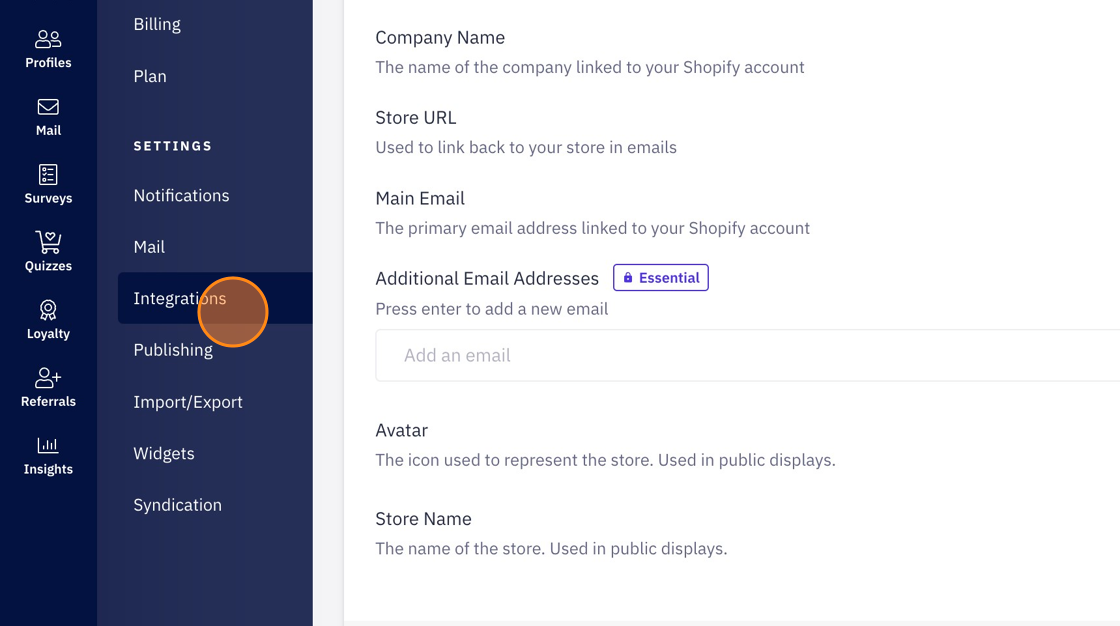 Profiles
Mail
Surveys
Quizzes
Loyalty
Referrals
Insights
Billing
Plan
SETTINGS
Notifications
Mail
Integrations
Publishing
Import/Export
Widgets
Syndication
Company Name
The name of the company linked to your Shopify account
Store URL
Used to link back to your store in emails
Main Email
The primary email address linked to your Shopify account
Additional Email Addresses Essential
Press enter to add a new email
Add an email
Avatar
The icon used to represent the store. Used in public displays.
Store Name
The name of the store. Used in public displays.